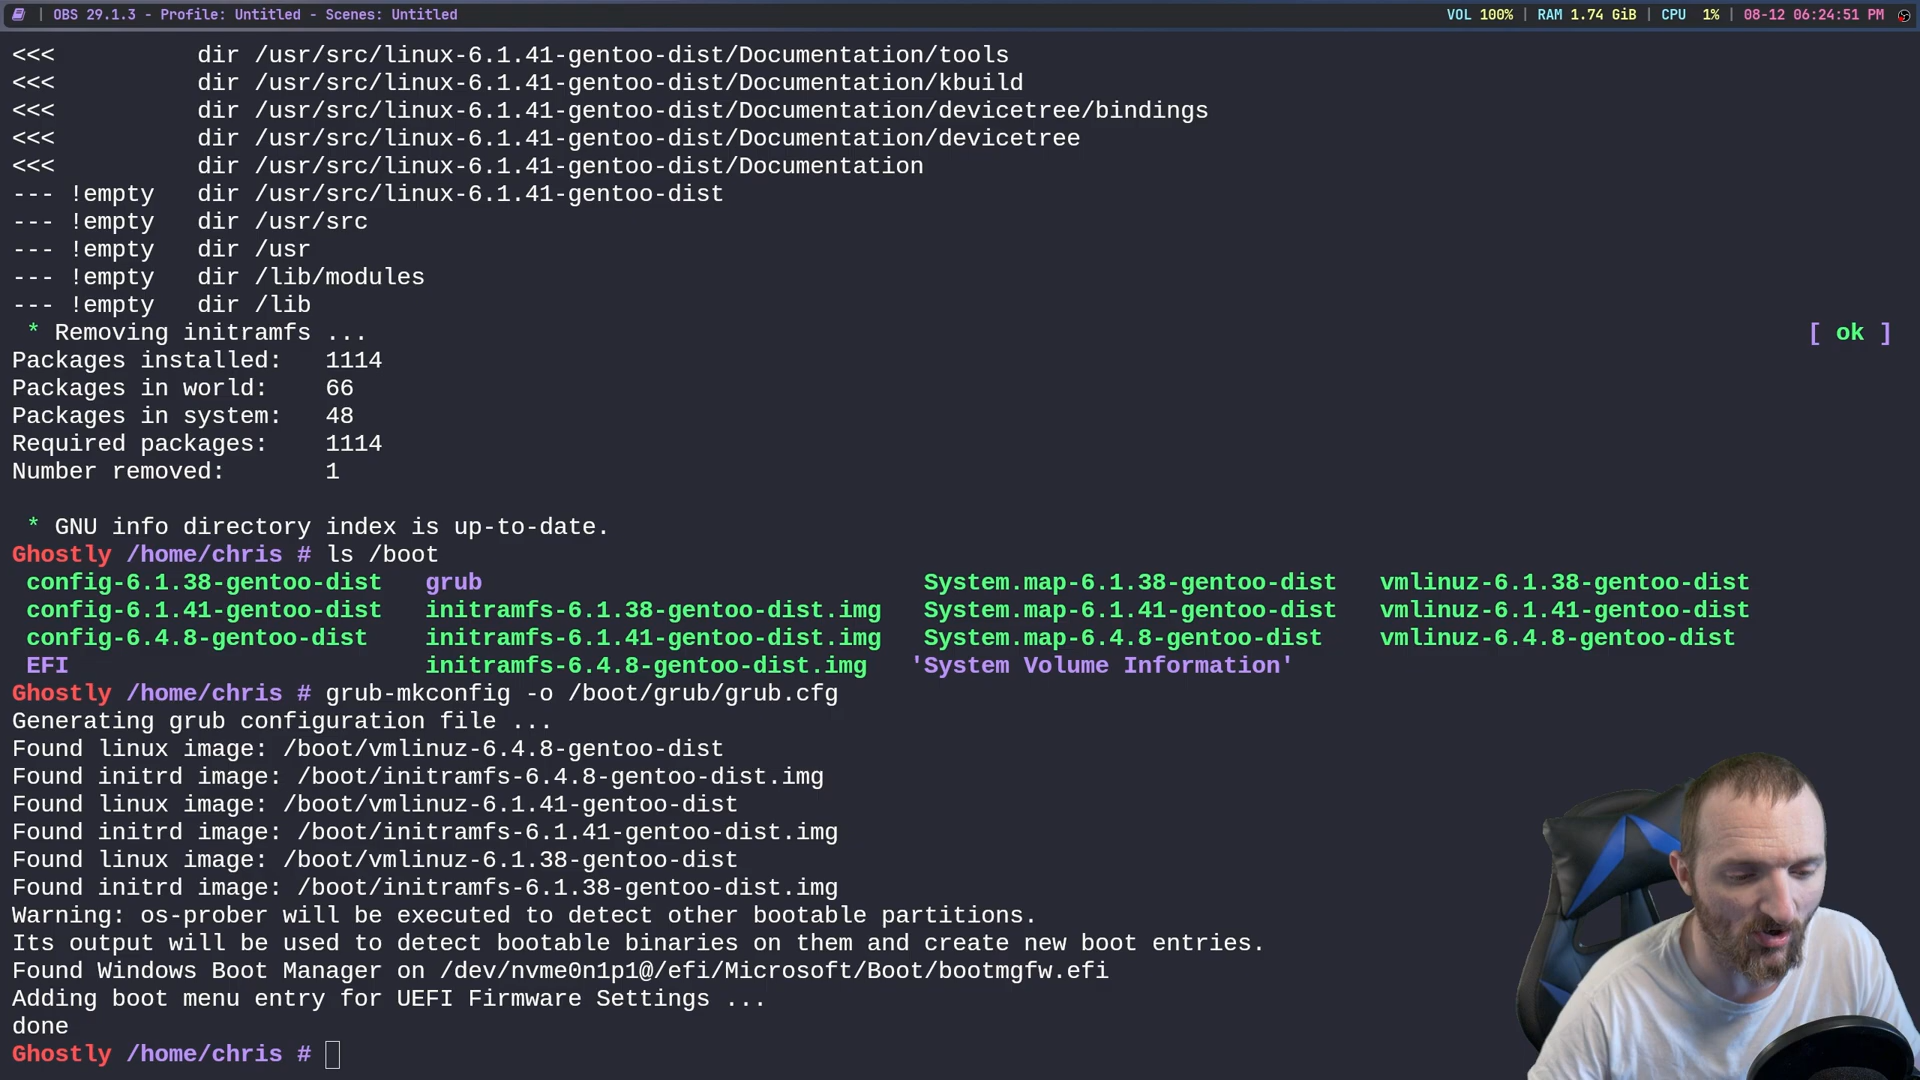 OBS 29.1.3 - Profile: Untitled - Scenes: Untitled
VOL 100% | RAM 1.74 GiB | CPU 1% | 08-12 06:24:51 PM
<<< dir /usr/src/linux-6.1.41-gentoo-dist/Documentation/tools
<<< dir /usr/src/linux-6.1.41-gentoo-dist/Documentation/kbuild
<<< dir /usr/src/linux-6.1.41-gentoo-dist/Documentation/devicetree/bindings
<<< dir /usr/src/linux-6.1.41-gentoo-dist/Documentation/devicetree
<<< dir /usr/src/linux-6.1.41-gentoo-dist/Documentation
--- !empty dir /usr/src/linux-6.1.41-gentoo-dist
--- !empty dir /usr/src
--- !empty dir /usr
--- !empty dir /lib/modules
--- !empty dir /lib
* Removing initramfs ... [ ok ]
Packages installed: 1114
Packages in world: 66
Packages in system: 48
Required packages: 1114
Number removed: 1
* GNU info directory index is up-to-date.
Ghostly /home/chris # ls /boot
config-6.1.38-gentoo-dist grub System.map-6.1.38-gentoo-dist vmlinuz-6.1.38-gentoo-dist
config-6.1.41-gentoo-dist initramfs-6.1.38-gentoo-dist.img System.map-6.1.41-gentoo-dist vmlinuz-6.1.41-gentoo-dist
config-6.4.8-gentoo-dist initramfs-6.1.41-gentoo-dist.img System.map-6.4.8-gentoo-dist vmlinuz-6.4.8-gentoo-dist
EFI initramfs-6.4.8-gentoo-dist.img 'System Volume Information'
Ghostly /home/chris # grub-mkconfig -o /boot/grub/grub.cfg
Generating grub configuration file ...
Found linux image: /boot/vmlinuz-6.4.8-gentoo-dist
Found initrd image: /boot/initramfs-6.4.8-gentoo-dist.img
Found linux image: /boot/vmlinuz-6.1.41-gentoo-dist
Found initrd image: /boot/initramfs-6.1.41-gentoo-dist.img
Found linux image: /boot/vmlinuz-6.1.38-gentoo-dist
Found initrd image: /boot/initramfs-6.1.38-gentoo-dist.img
Warning: os-prober will be executed to detect other bootable partitions.
Its output will be used to detect bootable binaries on them and create new boot entries.
Found Windows Boot Manager on /dev/nvme0n1p1@/efi/Microsoft/Boot/bootmgfw.efi
Adding boot menu entry for UEFI Firmware Settings ...
done
Ghostly /home/chris #